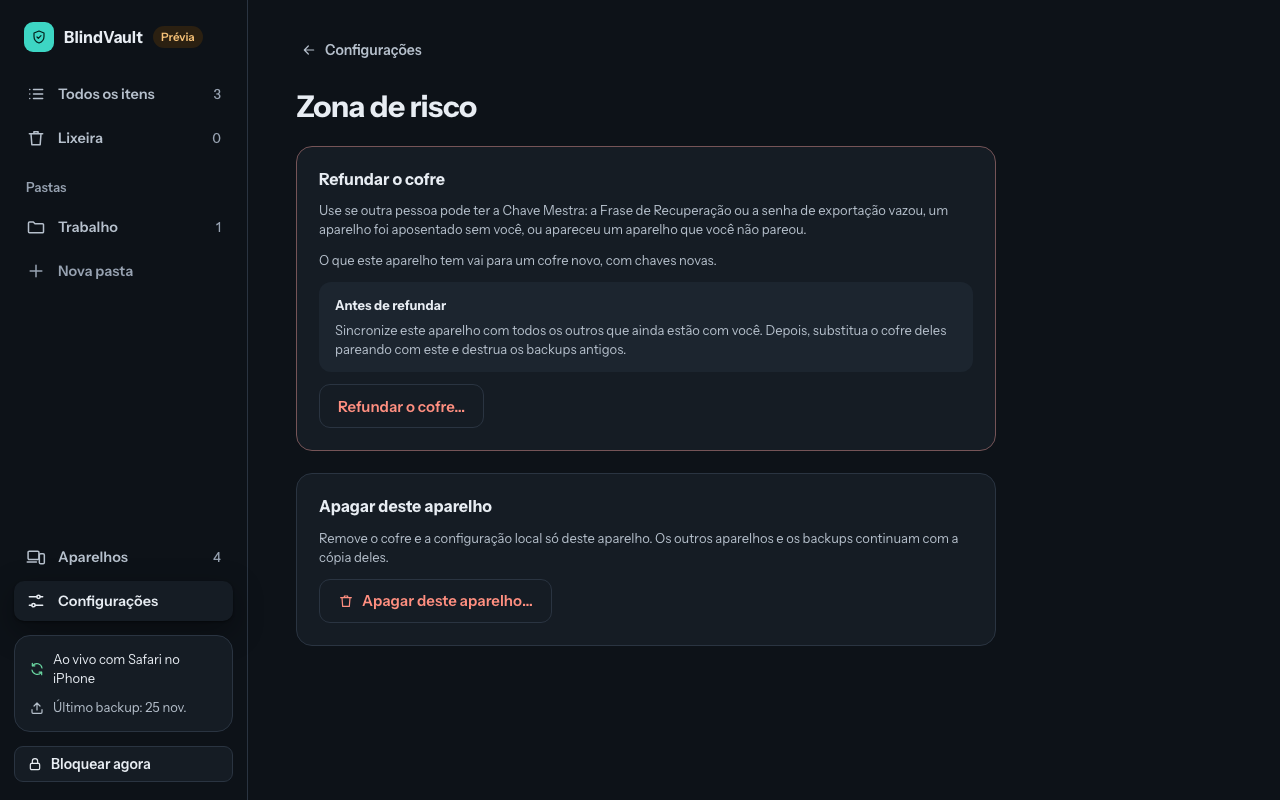 BlindVault
Prévia
Todos os itens
3
Lixeira
0
Pastas
Trabalho
1
Nova pasta
Aparelhos
4
Configurações
Ao vivo com Safari no
iPhone
Último backup: 25 nov.
Bloquear agora
Configurações
Zona de risco
Refundar o cofre
Use se outra pessoa pode ter a Chave Mestra: a Frase de Recuperação ou a senha de exportação vazou, um
aparelho foi aposentado sem você, ou apareceu um aparelho que você não pareou.
O que este aparelho tem vai para um cofre novo, com chaves novas.
Antes de refundar
Sincronize este aparelho com todos os outros que ainda estão com você. Depois, substitua o cofre deles
pareando com este e destrua os backups antigos.
Refundar o cofre...
Apagar deste aparelho
Remove o cofre e a configuração local só deste aparelho. Os outros aparelhos e os backups continuam com a
cópia deles.
Apagar deste aparelho...